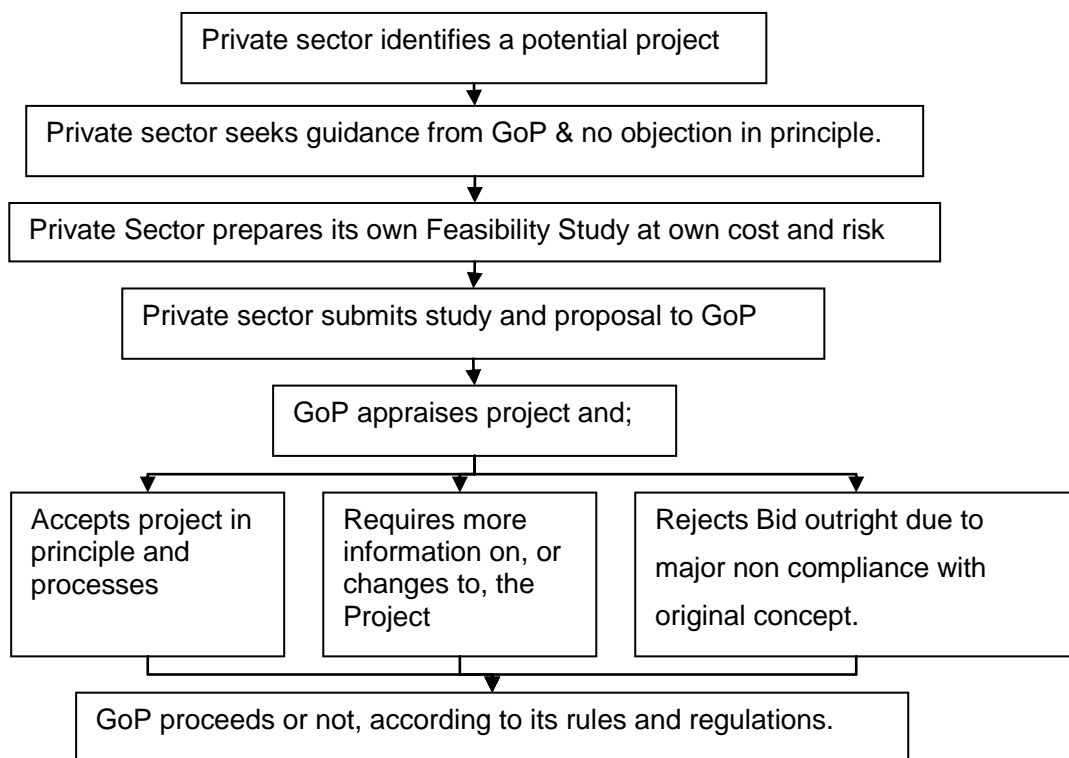 Private sector identifies a potential project
Private sector seeks guidance from GoP & no objection in principle.
Private Sector prepares its own Feasibility Study at own cost and risk
Private sector submits study and proposal to GoP
GoP appraises project and;
Accepts project in
principle and
processes
Requires more
information on, or
changes to, the
Project
Rejects Bid outright due to
major non compliance with
original concept.
GoP proceeds or not, according to its rules and regulations.